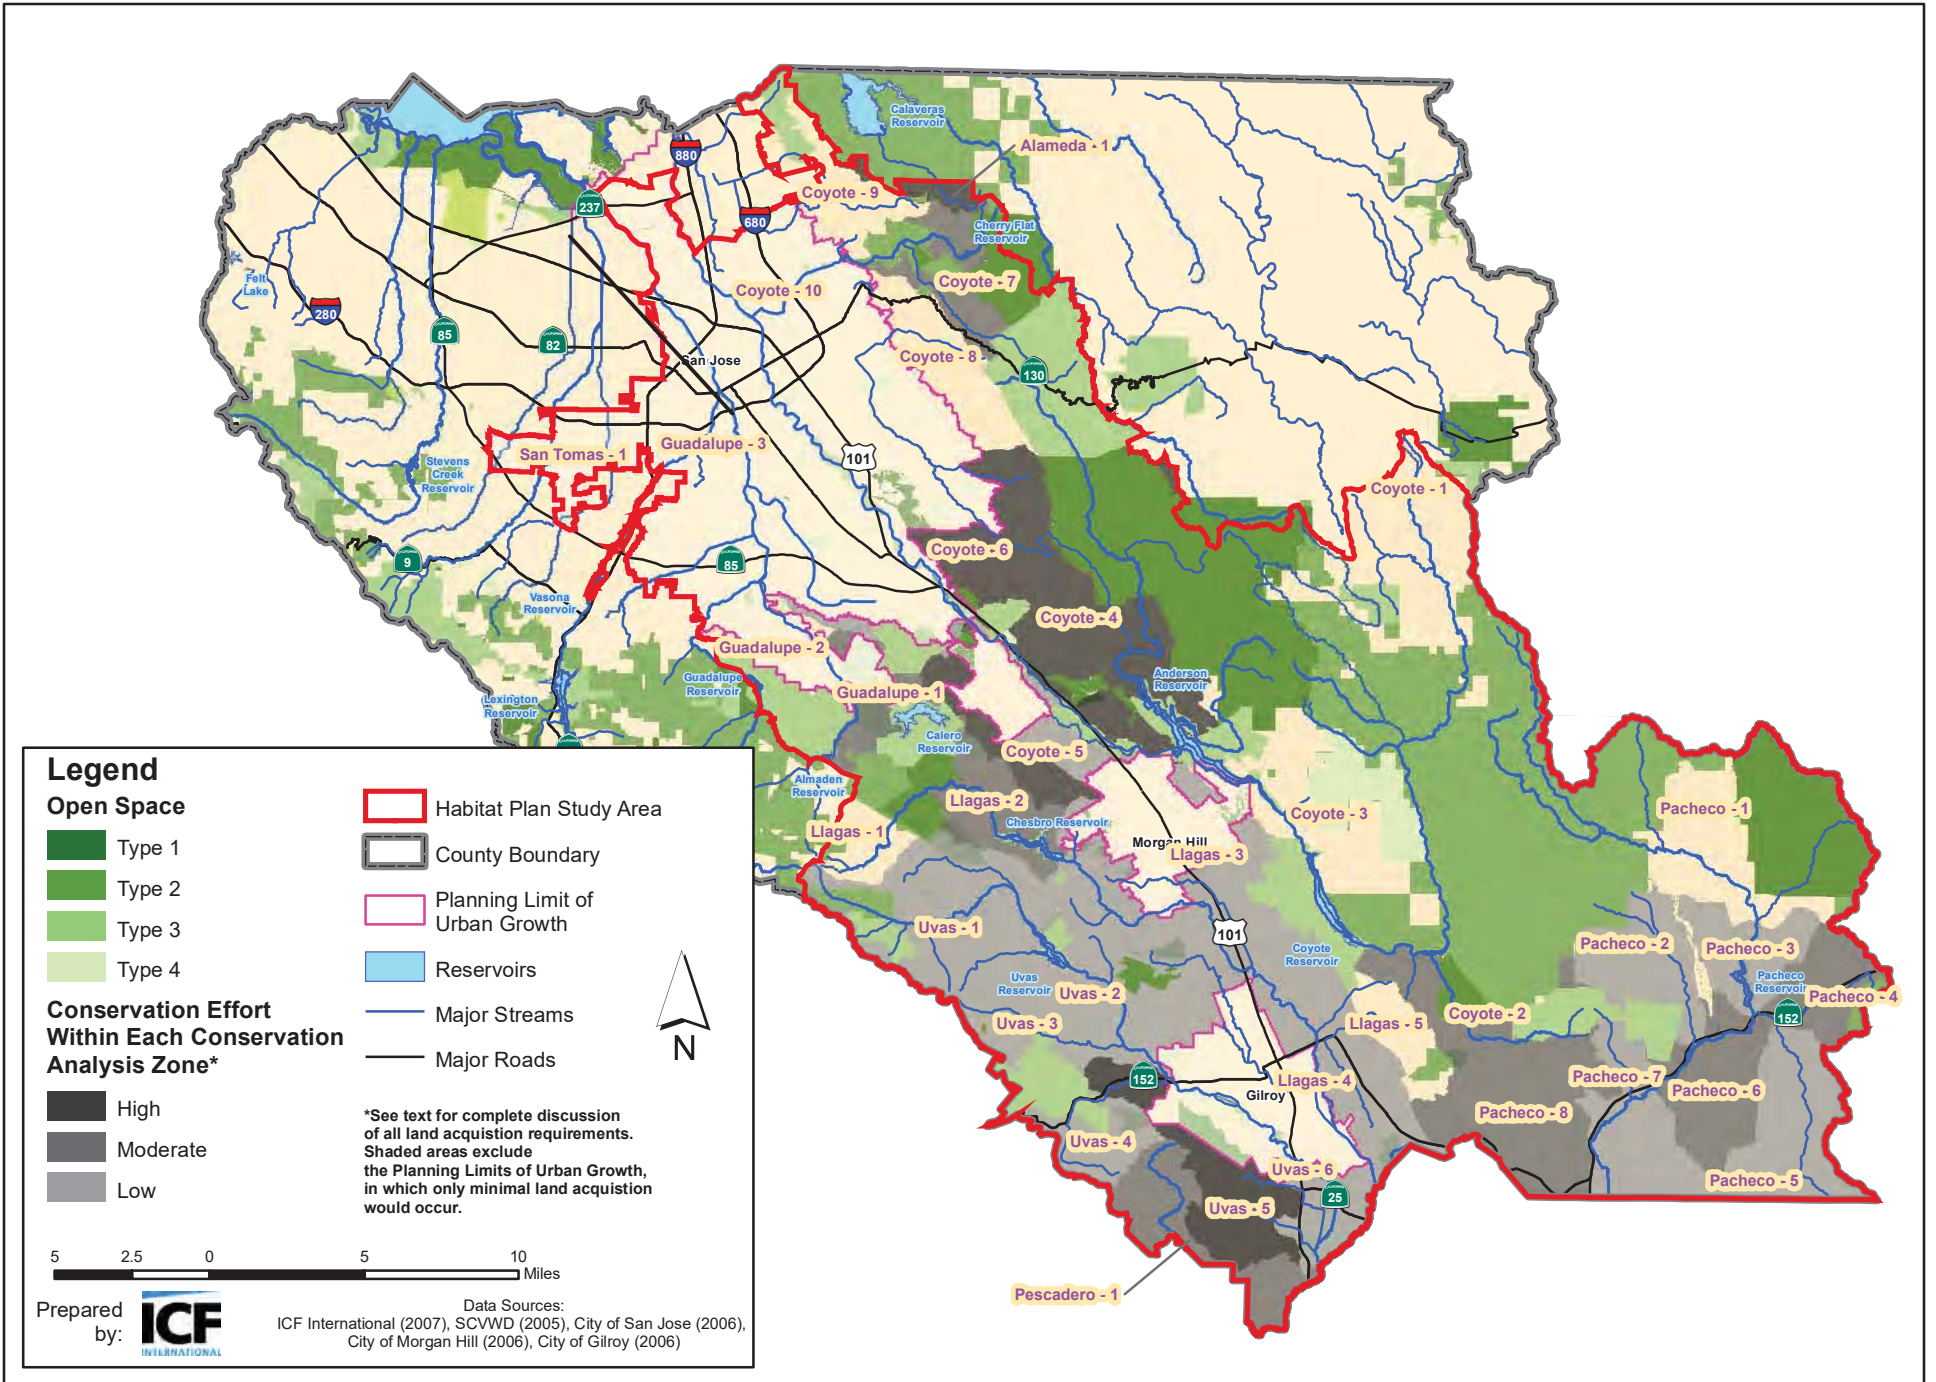 Calaveras
Reservoir
Alameda - 1
880
Coyote - 9
237
680
Cherry Flat
Reservoir
Felt
Lake
Coyote - 7
Coyote - 10
280
85
82
San Jose
Coyote - 8
130
Guadalupe - 3
San Tomas - 1
101
Stevens
Creek
Reservoir
Coyote - 1
Coyote - 6
9
85
Vasona
Reservoir
Coyote - 4
Guadalupe - 2
Guadalupe
Reservoir
Anderson
Reservoir
Guadalupe - 1
Lexington
Reservoir
Calero
Reservoir
Coyote - 5
Almaden
Reservoir
Llagas - 2
Pacheco - 1
Coyote - 3
Chesbro Reservoir
Llagas - 1
Morgan Hill
Llagas - 3
Uvas - 1
101
Pacheco - 2
Pacheco - 3
Coyote
Reservoir
Uvas
Reservoir
Uvas - 2
Pacheco
Reservoir
Pacheco - 4
Coyote - 2
152
Uvas - 3
Llagas - 5
152
Llagas - 4
Gilroy
Pacheco - 7
Pacheco - 6
Pacheco - 8
Uvas - 4
Uvas - 6
Pacheco - 5
25
Uvas - 5
Pescadero - 1
Legend
Open Space
Type 1
Type 2
Type 3
Type 4
Conservation Effort
Within Each Conservation
Analysis Zone*
High
Moderate
Low
Habitat Plan Study Area
County Boundary
Planning Limit of
Urban Growth
Reservoirs
Major Streams
Major Roads
N
*See text for complete discussion
of all land acquistion requirements.
Shaded areas exclude
the Planning Limits of Urban Growth,
in which only minimal land acquistion
would occur.
5 2.5 0 5 10
Miles
Prepared
by:
ICF
INTERNATIONAL
Data Sources:
ICF International (2007), SCVWD (2005), City of San Jose (2006),
City of Morgan Hill (2006), City of Gilroy (2006)